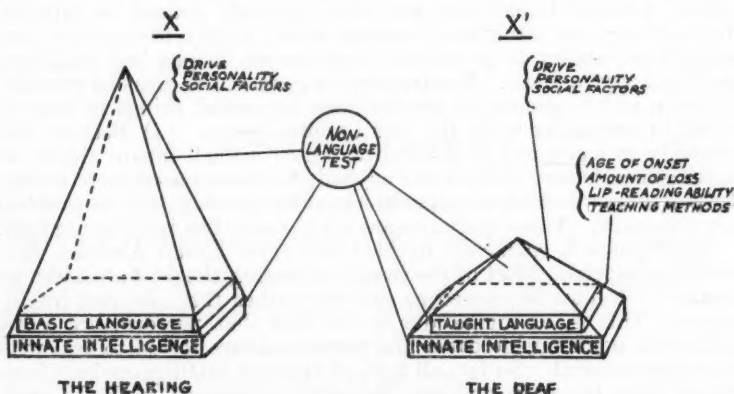 X
X'
DRIVE
PERSONALITY
SOCIAL FACTORS
DRIVE
PERSONALITY
SOCIAL FACTORS
NON-
LANGUAGE
TEST
AGE OF ONSET
AMOUNT OF LOSS
LIP-READING ABILITY
TEACHING METHODS
BASIC LANGUAGE
INNATE INTELLIGENCE
TAUGHT LANGUAGE
INNATE INTELLIGENCE
THE HEARING
THE DEAF